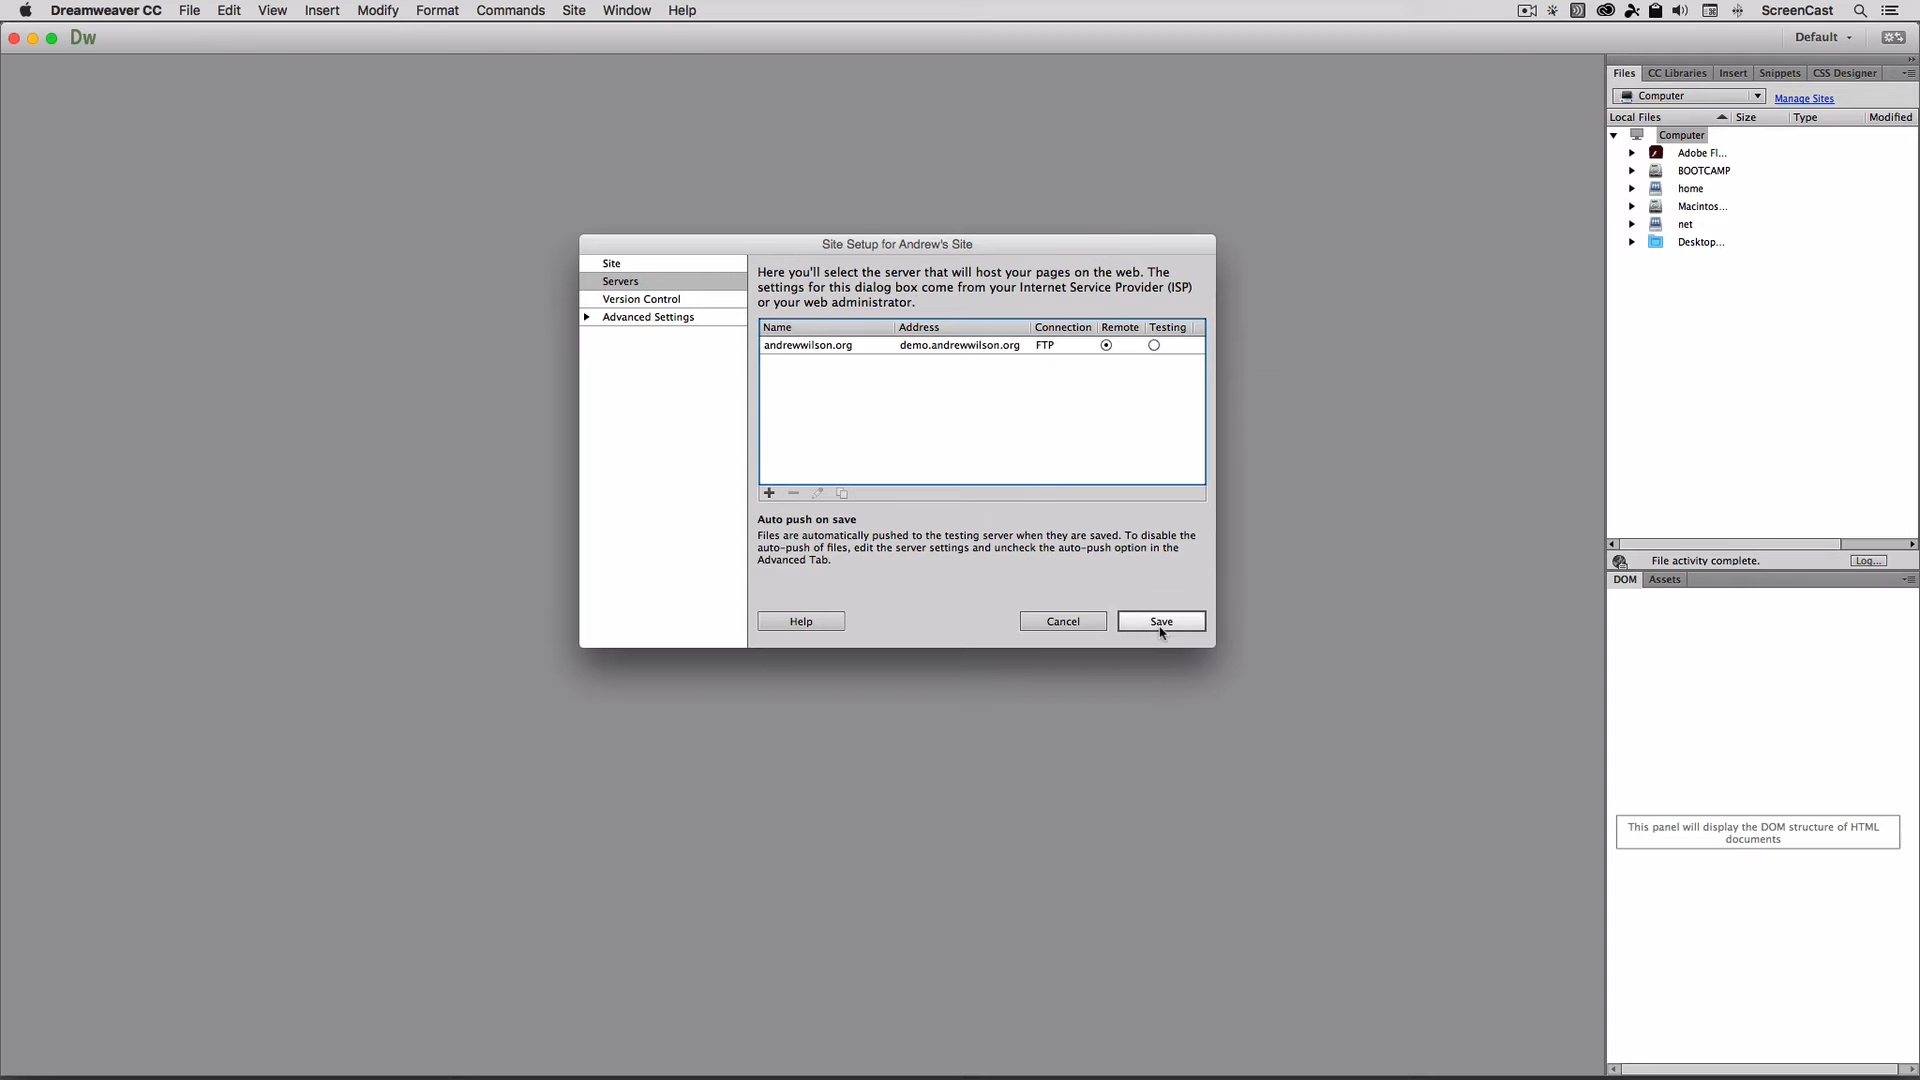 Dreamweaver CC File Edit View Insert Modify Format Commands Site Window Help ScreenCast
Dw Default
Files CC Libraries Insert Snippets CSS Designer
Computer Manage Sites
Local Files Size Type Modified
Computer
Adobe Fl...
BOOTCAMP
home
Macintos...
net
Desktop...
Site Setup for Andrew's Site
Site
Servers
Version Control
Advanced Settings
Here you'll select the server that will host your pages on the web. The
settings for this dialog box come from your Internet Service Provider (ISP)
or your web administrator.
Name Address Connection Remote Testing
andrewwilson.org demo.andrewwilson.org FTP
Auto push on save
Files are automatically pushed to the testing server when they are saved. To disable the
auto-push of files, edit the server settings and uncheck the auto-push option in the
Advanced Tab.
Help Cancel Save
File activity complete. Log...
DOM Assets
This panel will display the DOM structure of HTML
documents